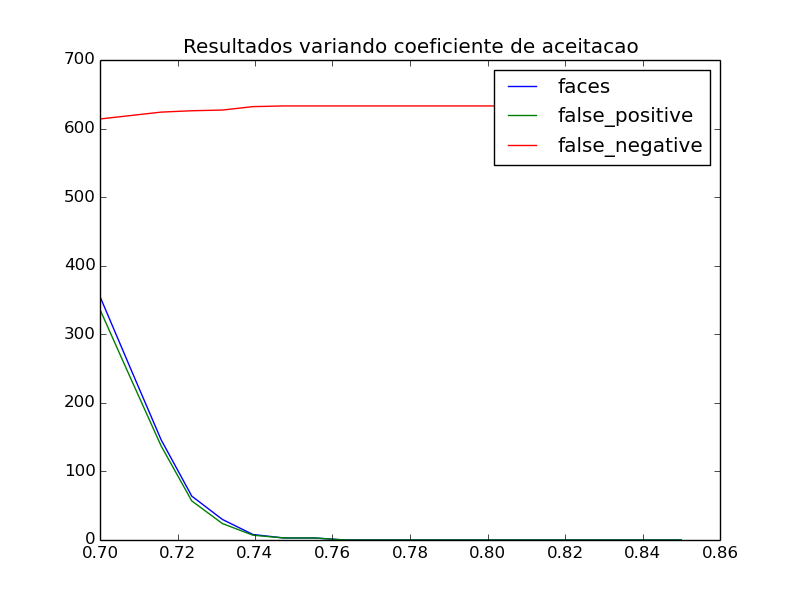 Resultados variando coeficiente de aceitacao
700
600
500
400
300
200
100
0
faces
false_positive
false_negative
0.70 0.72 0.74 0.76 0.78 0.80 0.82 0.84 0.86